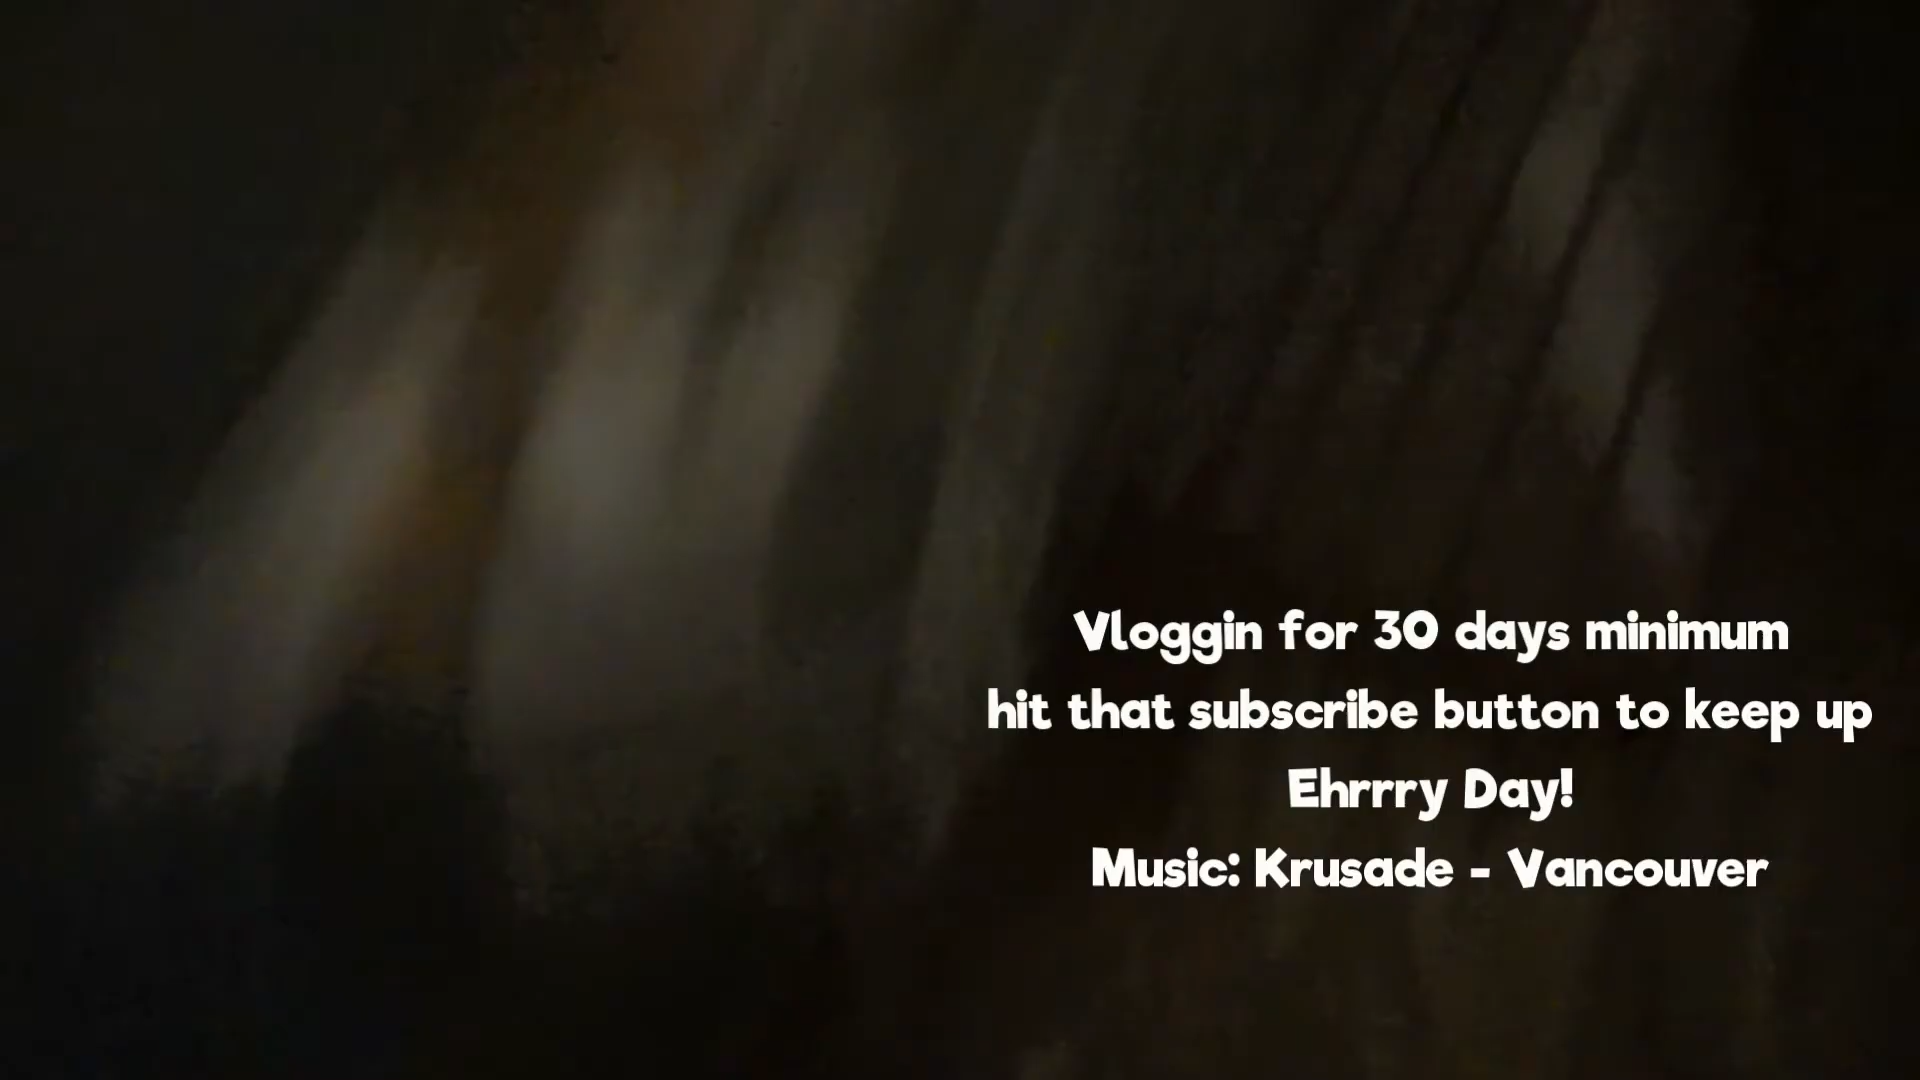 Vloggin for 30 days minimum
hit that subscribe button to keep up
Ehrrry Day!
Music: Krusade - Vancouver